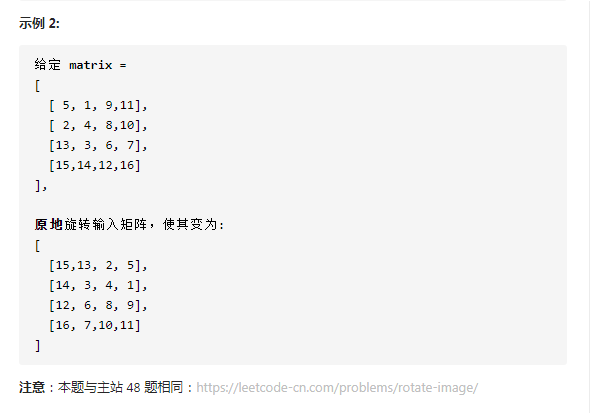 示例 2:
给定 matrix =
[
  [ 5, 1, 9,11],
  [ 2, 4, 8,10],
  [13, 3, 6, 7],
  [15,14,12,16]
],
原地旋转输入矩阵，使其变为:
[
  [15,13, 2, 5],
  [14, 3, 4, 1],
  [12, 6, 8, 9],
  [16, 7,10,11]
]
注意：本题与主站 48 题相同：https://leetcode-cn.com/problems/rotate-image/